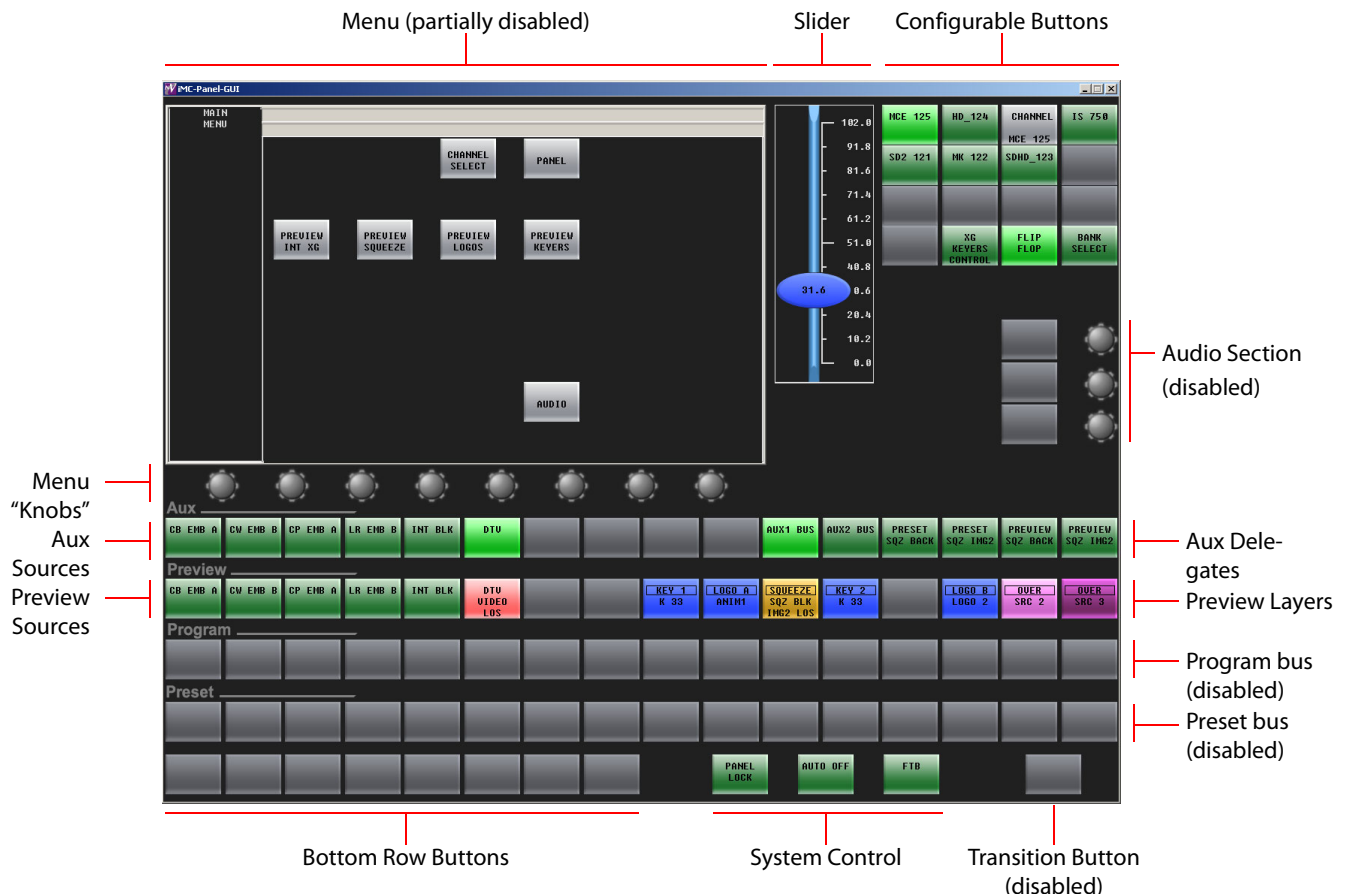 Menu (partially disabled)
Slider
Configurable Buttons
iMC-Panel-GUI
MAIN
MENU
CHANNEL
SELECT
PANEL
PREVIEW
INT XG
PREVIEW
SQUEEZE
PREVIEW
LOGOS
PREVIEW
KEYERS
AUDIO
102.0
91.8
81.6
71.4
61.2
51.0
40.8
31.6
0.6
20.4
10.2
0.0
MCE 125
HD_124
CHANNEL
MCE 125
IS 750
SD2 121
MK 122
SDHD_123
XG
KEYERS
CONTROL
FLIP
FLOP
BANK
SELECT
Audio Section
(disabled)
Menu
“Knobs”
Aux
Sources
Preview
Sources
Aux
CB EMB A
CW EMB B
CP EMB A
LR EMB B
INT BLK
DTV
AUX1 BUS
AUX2 BUS
PRESET
SQZ BACK
PRESET
SQZ IMG2
PREVIEW
SQZ BACK
PREVIEW
SQZ IMG2
Aux Dele-
gates
Preview
CB EMB A
CW EMB B
CP EMB A
LR EMB B
INT BLK
DTV
VIDEO
LOS
KEY 1
K 33
LOGO A
ANIM1
SQUEEZE
SQZ BLK
IMG2 LOS
KEY 2
K 33
LOGO B
LOGO 2
OVER
SRC 2
OVER
SRC 3
Preview Layers
Program
Program bus
(disabled)
Preset
Preset bus
(disabled)
PANEL
LOCK
AUTO OFF
FTB
Bottom Row Buttons
System Control
Transition Button
(disabled)